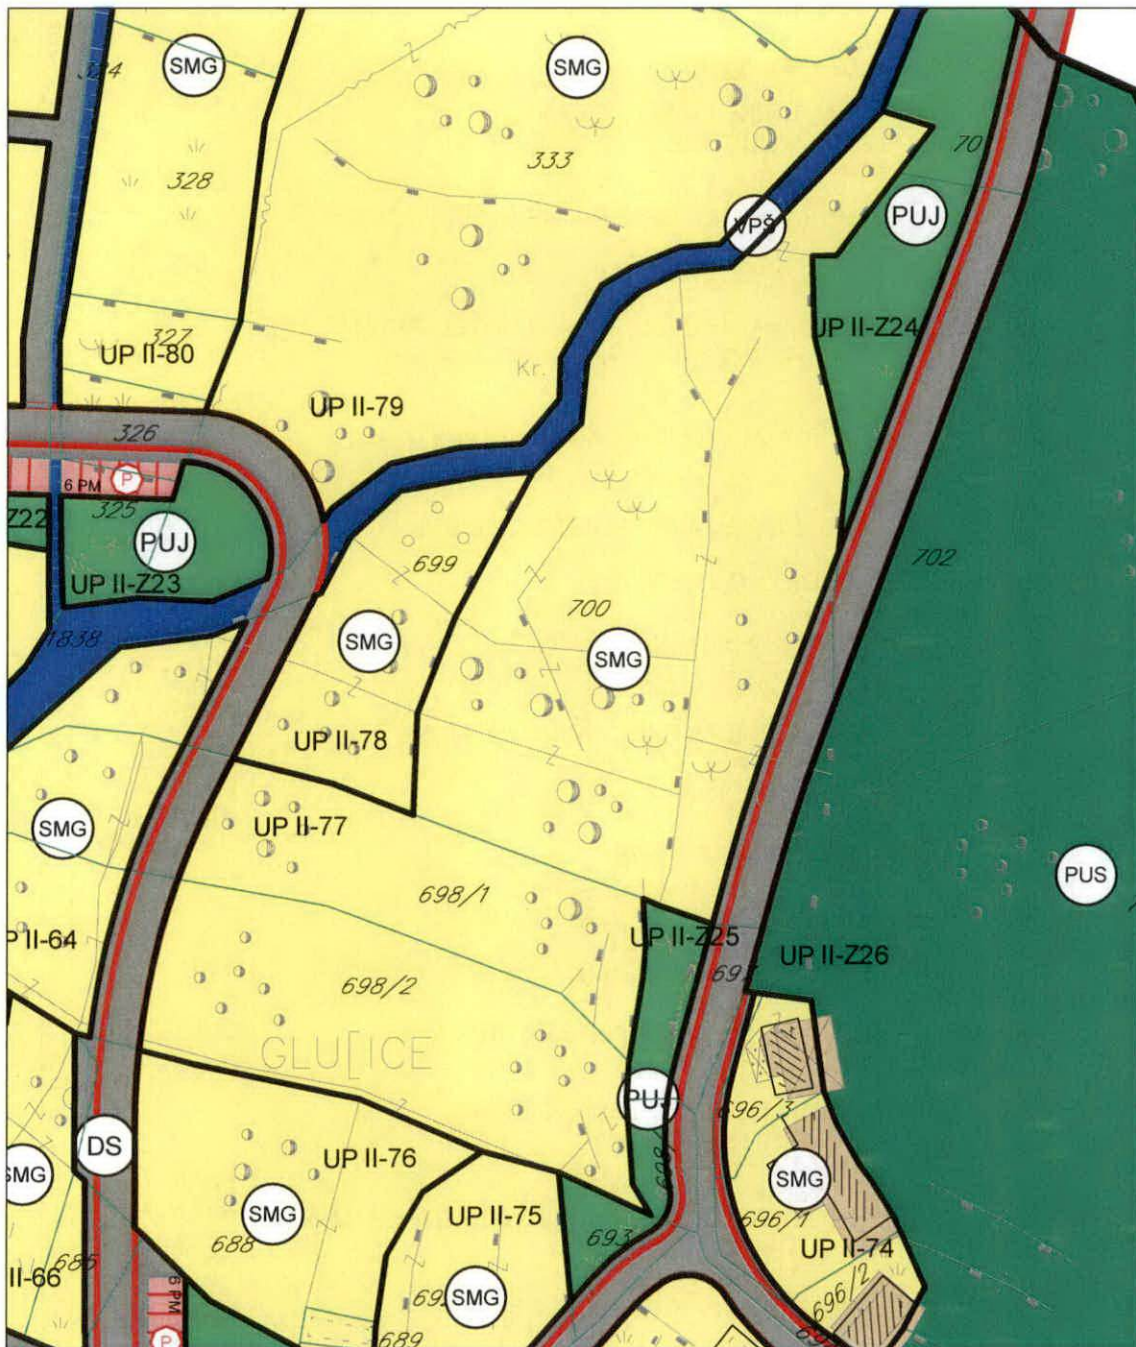 SMG
SMG
324
333
328
70
VPŠ
PUJ
327
UP II-80
UP II-Z24
Kr.
UP II-79
326
P
6 PM
325
Z22
PUJ
699
702
UP II-Z23
700
1838
SMG
SMG
UP II-78
SMG
UP II-77
PUS
698/1
UP II-Z25
UP II-Z26
698/2
GLU[ICE
PUJ
696/3
DS
SMG
UP II-76
SMG
SMG
UP II-75
696/1
688
693
UP II-74
685
II-66
6 PM
SMG
696/2
689
P